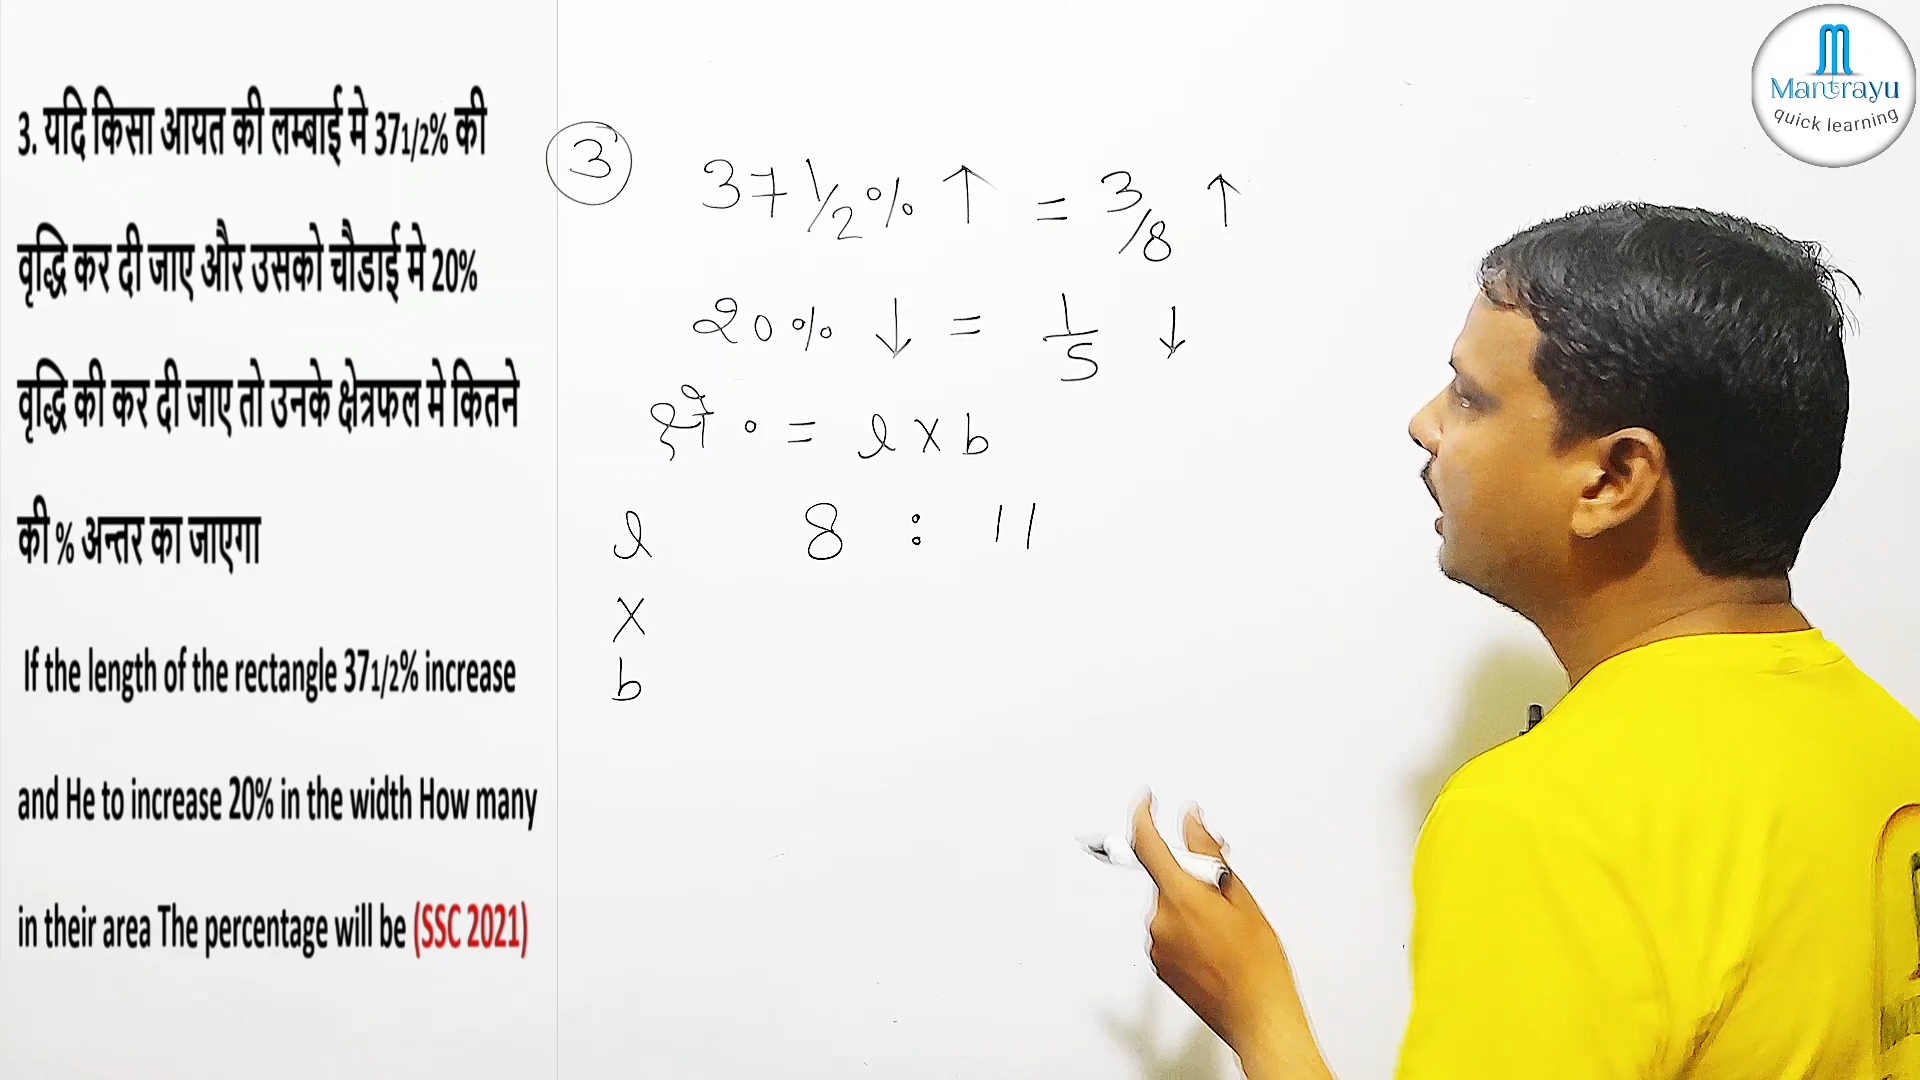 3. यदि किसा आयत की लम्बाई मे 371/2% की
वृद्धि कर दी जाए और उसको चौडाई मे 20%
वृद्धि की कर दी जाए तो उनके क्षेत्रफल मे कितने
की % अन्तर का जाएगा
If the length of the rectangle 371/2% increase
and He to increase 20% in the width How many
in their area The percentage will be (SSC 2021)
3
37 1/2% ↑ = 3/8 ↑
20% ↓ = 1/5 ↓
क्षे० = l x b
l 8 : 11
x
b
Mantrayu
quick learning